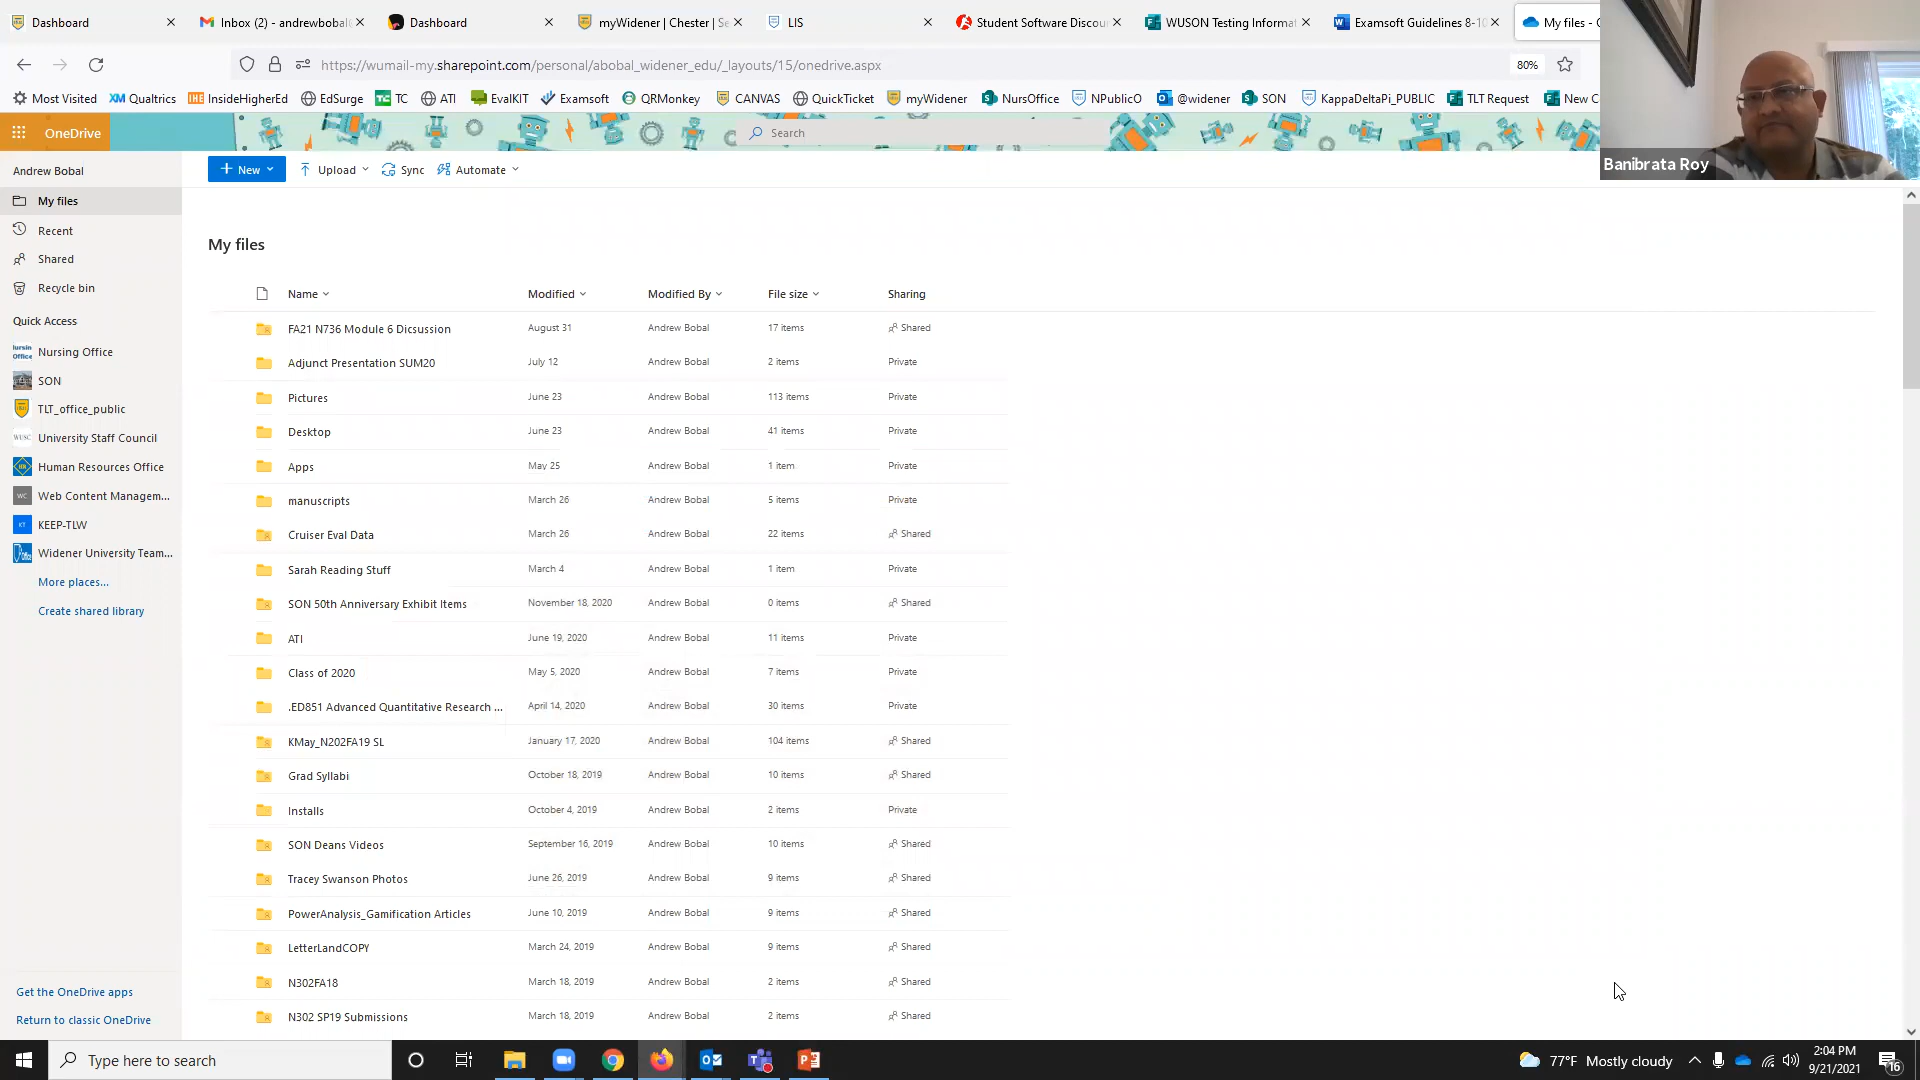 Dashboard
Inbox (2) - andrewbobal
Dashboard
myWidener | Chester | Se
LIS
Student Software Discou
WUSON Testing Informat
Examsoft Guidelines 8-10
My files - O
https://wumail-my.sharepoint.com/personal/abobal_widener_edu/_layouts/15/onedrive.aspx
80%
Most Visited
XM Qualtrics
IHE InsideHigherEd
EdSurge
TC TC
ATI
EvalKIT
Examsoft
QRMonkey
CANVAS
QuickTicket
myWidener
NursOffice
NPublicO
@widener
SON
KappaDeltaPi_PUBLIC
TLT Request
New C
Banibrata Roy
OneDrive
Search
Andrew Bobal
+ New
Upload
Sync
Automate
My files
Recent
Shared
Recycle bin
Quick Access
Nursing Office
SON
TLT_office_public
WUSC University Staff Council
HR Human Resources Office
WC Web Content Managem...
KT KEEP-TLW
Widener University Team...
More places...
Create shared library
Get the OneDrive apps
Return to classic OneDrive
My files
Name Modified Modified By File size Sharing
FA21 N736 Module 6 Dicsussion August 31 Andrew Bobal 17 items Shared
Adjunct Presentation SUM20 July 12 Andrew Bobal 2 items Private
Pictures June 23 Andrew Bobal 113 items Private
Desktop June 23 Andrew Bobal 41 items Private
Apps May 25 Andrew Bobal 1 item Private
manuscripts March 26 Andrew Bobal 5 items Private
Cruiser Eval Data March 26 Andrew Bobal 22 items Shared
Sarah Reading Stuff March 4 Andrew Bobal 1 item Private
SON 50th Anniversary Exhibit Items November 18, 2020 Andrew Bobal 0 items Shared
ATI June 19, 2020 Andrew Bobal 11 items Private
Class of 2020 May 5, 2020 Andrew Bobal 7 items Private
.ED851 Advanced Quantitative Research ... April 14, 2020 Andrew Bobal 30 items Private
KMay_N202FA19 SL January 17, 2020 Andrew Bobal 104 items Shared
Grad Syllabi October 18, 2019 Andrew Bobal 10 items Shared
Installs October 4, 2019 Andrew Bobal 2 items Private
SON Deans Videos September 16, 2019 Andrew Bobal 10 items Shared
Tracey Swanson Photos June 26, 2019 Andrew Bobal 9 items Shared
PowerAnalysis_Gamification Articles June 10, 2019 Andrew Bobal 9 items Shared
LetterLandCOPY March 24, 2019 Andrew Bobal 9 items Shared
N302FA18 March 18, 2019 Andrew Bobal 2 items Shared
N302 SP19 Submissions March 18, 2019 Andrew Bobal 2 items Shared
Type here to search
77°F Mostly cloudy
2:04 PM
9/21/2021
16